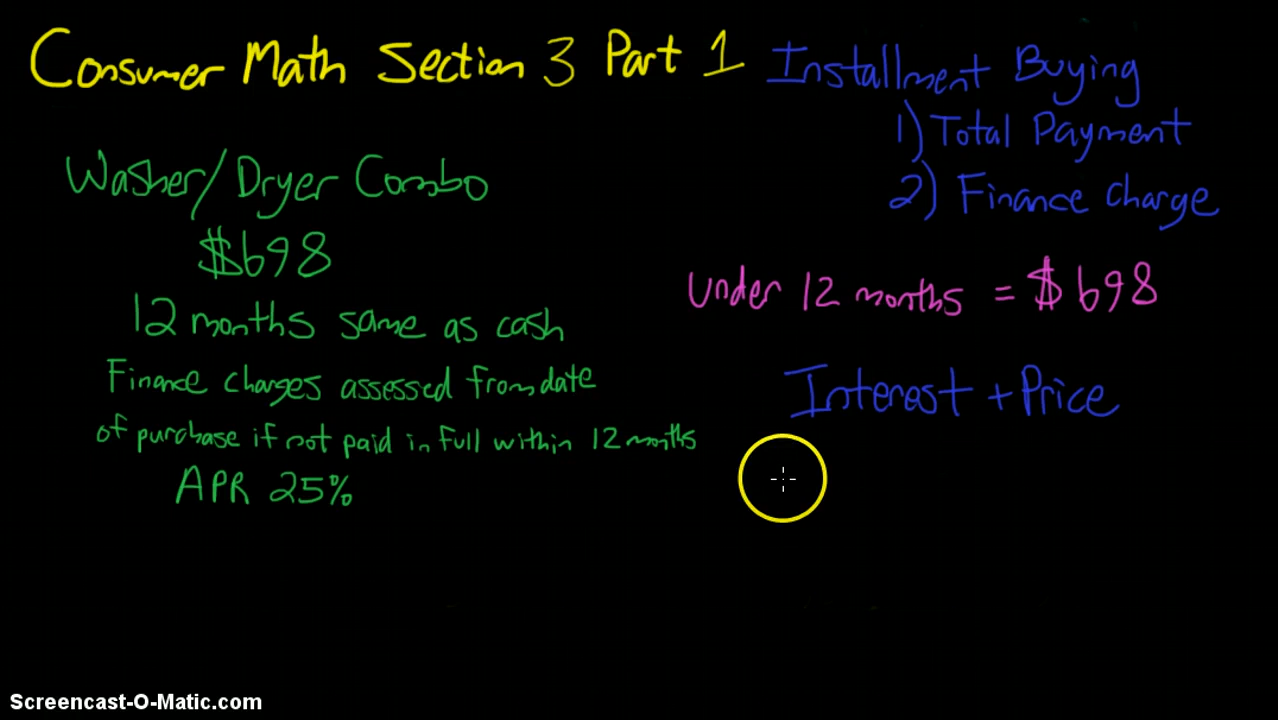 Consumer Math Section 3 Part 1
Installment Buying
1) Total Payment
2) Finance Charge
Washer/Dryer Combo
$698
12 months same as cash
Finance charges assessed from date
of purchase if not paid in full within 12 months
APR 25%
Under 12 months = $698
Interest + Price
Screencast-O-Matic.com